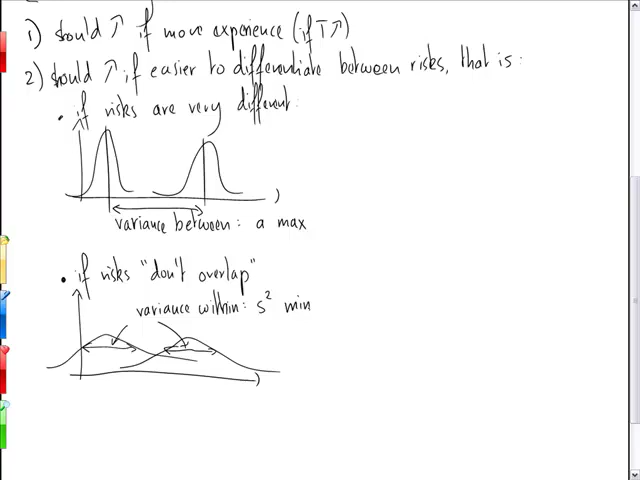 1) should ↗ if more experience (if T↗)
2) should ↗ if easier to differentiate between risks, that is:
• if risks are very different:
variance between: a max
• if risks "don't overlap"
variance within: s² min